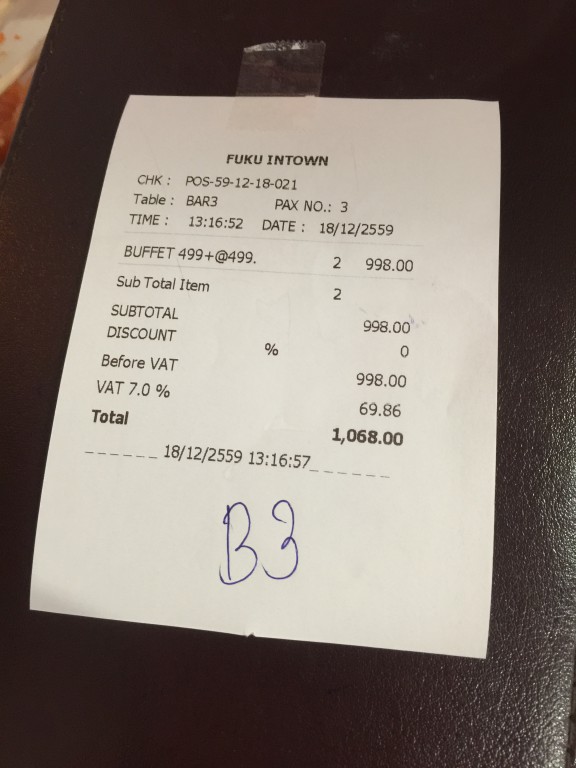 FUKU INTOWN
CHK : POS-59-12-18-021
Table : BAR3 PAX NO.: 3
TIME : 13:16:52 DATE : 18/12/2559
BUFFET 499+@499. 2 998.00
Sub Total Item 2
SUBTOTAL 998.00
DISCOUNT % 0
Before VAT 998.00
VAT 7.0 % 69.86
Total 1,068.00
______ 18/12/2559 13:16:57______
B3